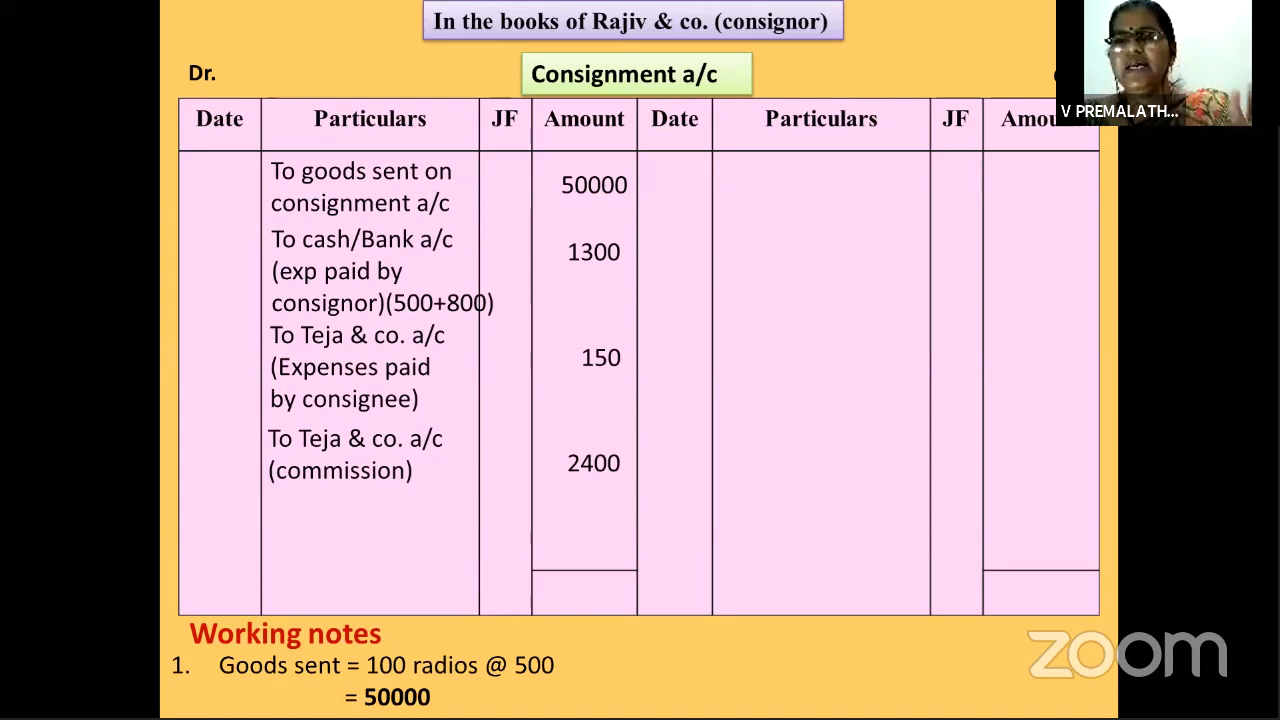 In the books of Rajiv & co. (consignor)
Dr.
Consignment a/c
V PREMALATH...
Date Particulars JF Amount Date Particulars JF
To goods sent on
consignment a/c 50000
To cash/Bank a/c
(exp paid by 1300
consignor)(500+800)
To Teja & co. a/c
(Expenses paid 150
by consignee)
To Teja & co. a/c
(commission) 2400
Working notes
1. Goods sent = 100 radios @ 500
= 50000
zoom